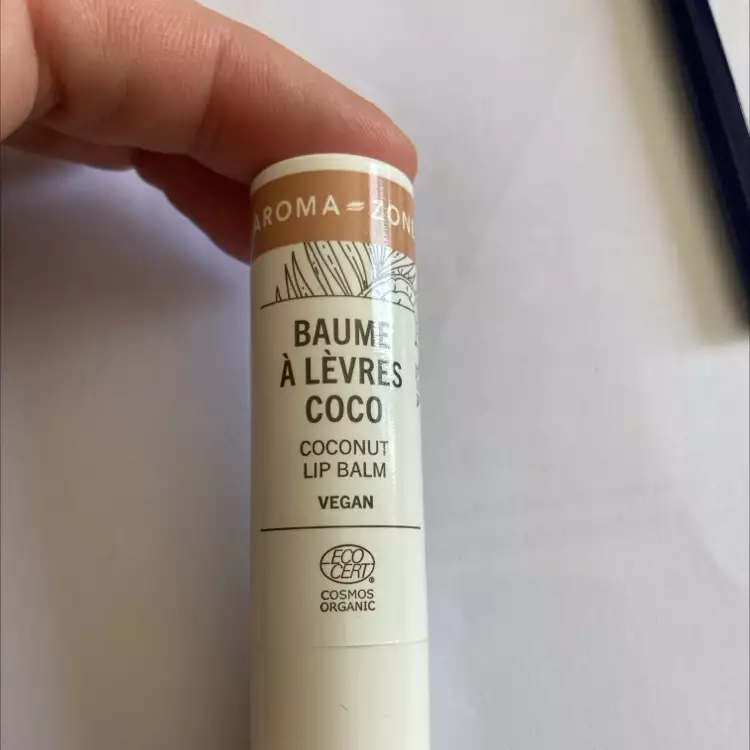 AROMA ZONE
BAUME
À LÈVRES
COCO
COCONUT
LIP BALM
VEGAN
ECO
CERT®
COSMOS
ORGANIC